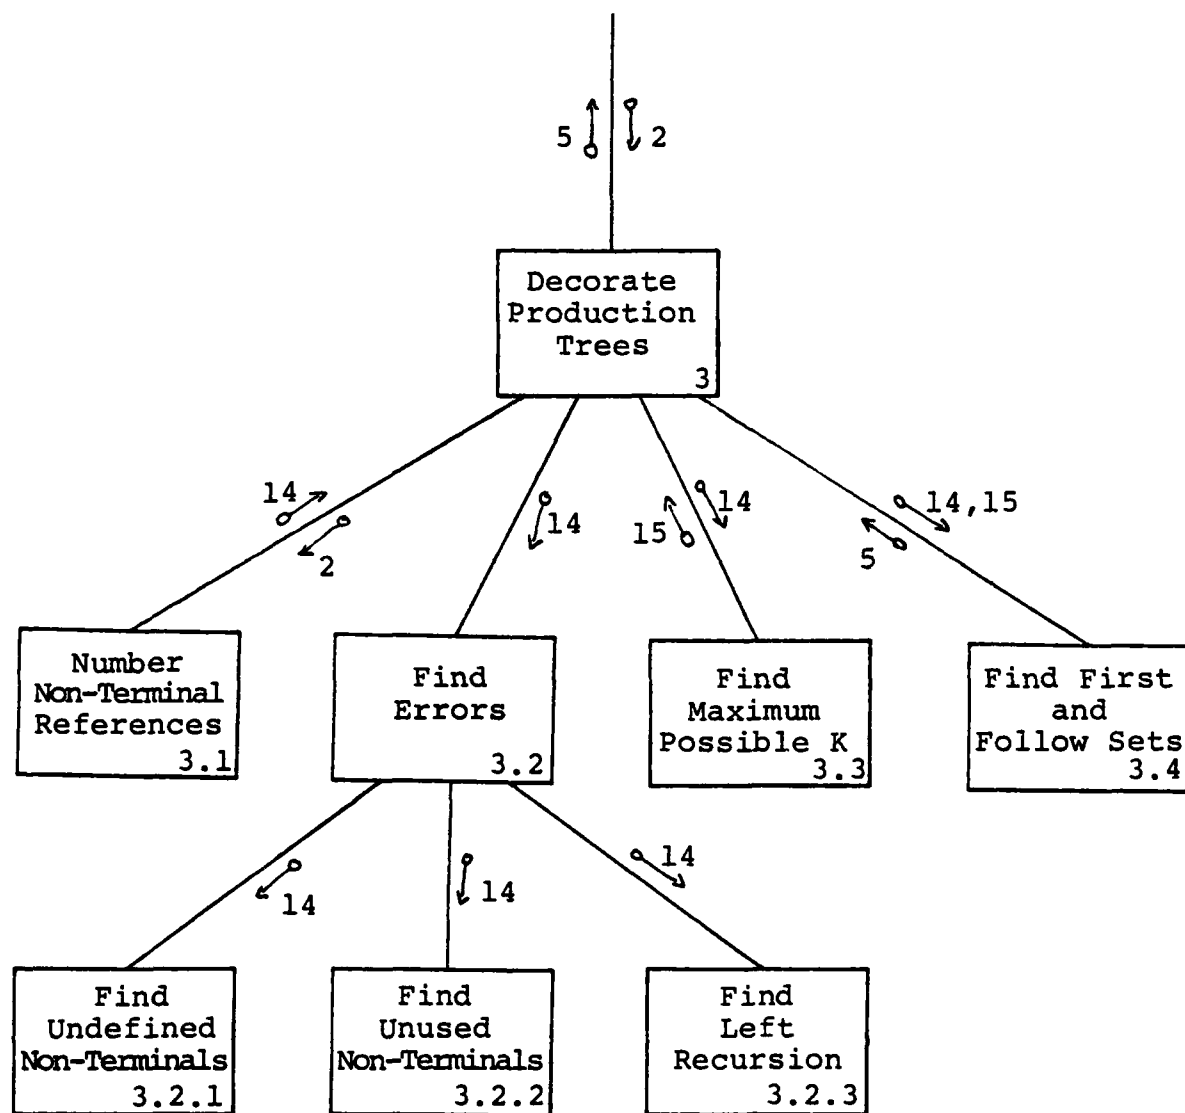 5
2
Decorate
Production
Trees
3
14
2
14
15
14
14,15
5
Number
Non-Terminal
References
3.1
Find
Errors
3.2
Find
Maximum
Possible K
3.3
Find First
and
Follow Sets
3.4
14
14
14
Find
Undefined
Non-Terminals
3.2.1
Find
Unused
Non-Terminals
3.2.2
Find
Left
Recursion
3.2.3